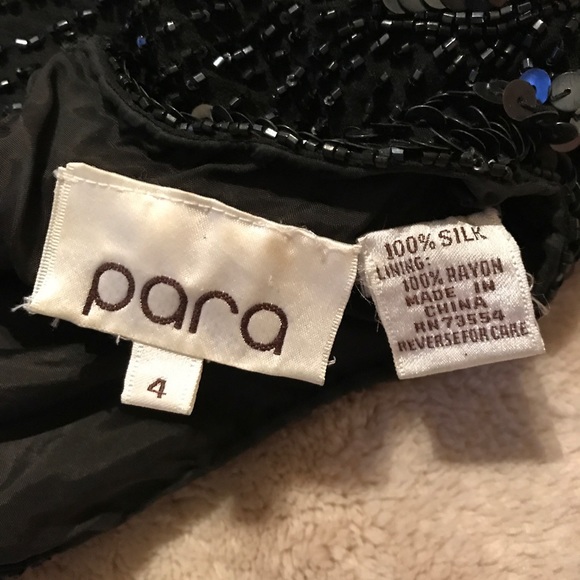 para
4
100% SILK
LINING:
100% RAYON
MADE IN
CHINA
RN73554
REVERSE FOR CARE